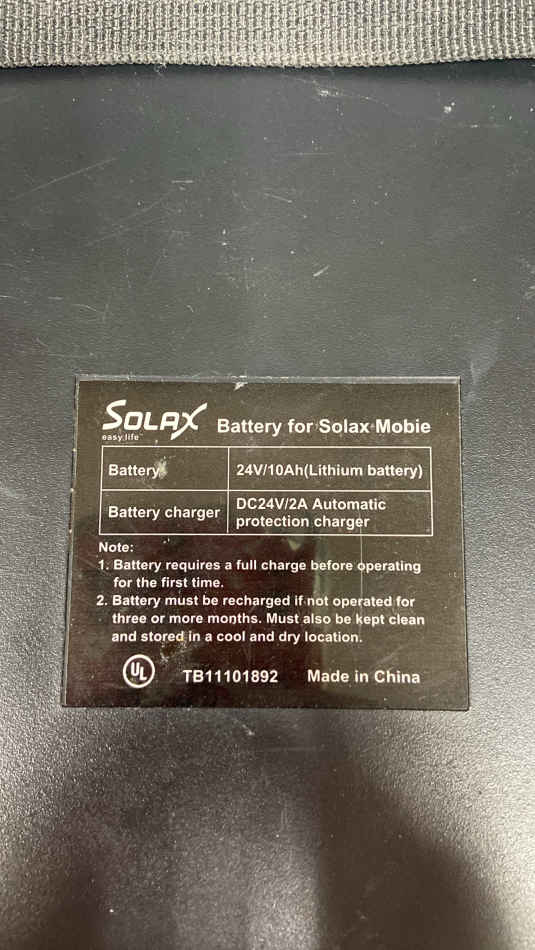 SOLAX
easy life
Battery for Solax Mobie
Battery 24V/10Ah(Lithium battery)
Battery charger DC24V/2A Automatic
protection charger
Note:
1. Battery requires a full charge before operating
for the first time.
2. Battery must be recharged if not operated for
three or more months. Must also be kept clean
and stored in a cool and dry location.
UL TB11101892 Made in China